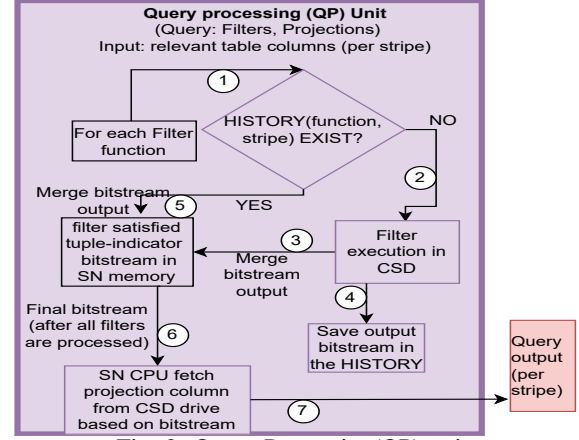 Query processing (QP) Unit
(Query: Filters, Projections)
Input: relevant table columns (per stripe)
1
For each Filter
function
HISTORY(function,
stripe) EXIST?
NO
2
YES
Merge bitstream
output
5
filter satisfied
tuple-indicator
bitstream in
SN memory
3
Merge
bitstream
output
Filter
execution in
CSD
4
Save output
bitstream in
the HISTORY
Final bitstream
(after all filters
are processed)
6
SN CPU fetch
projection column
from CSD drive
based on bitstream
7
Query
output
(per
stripe)